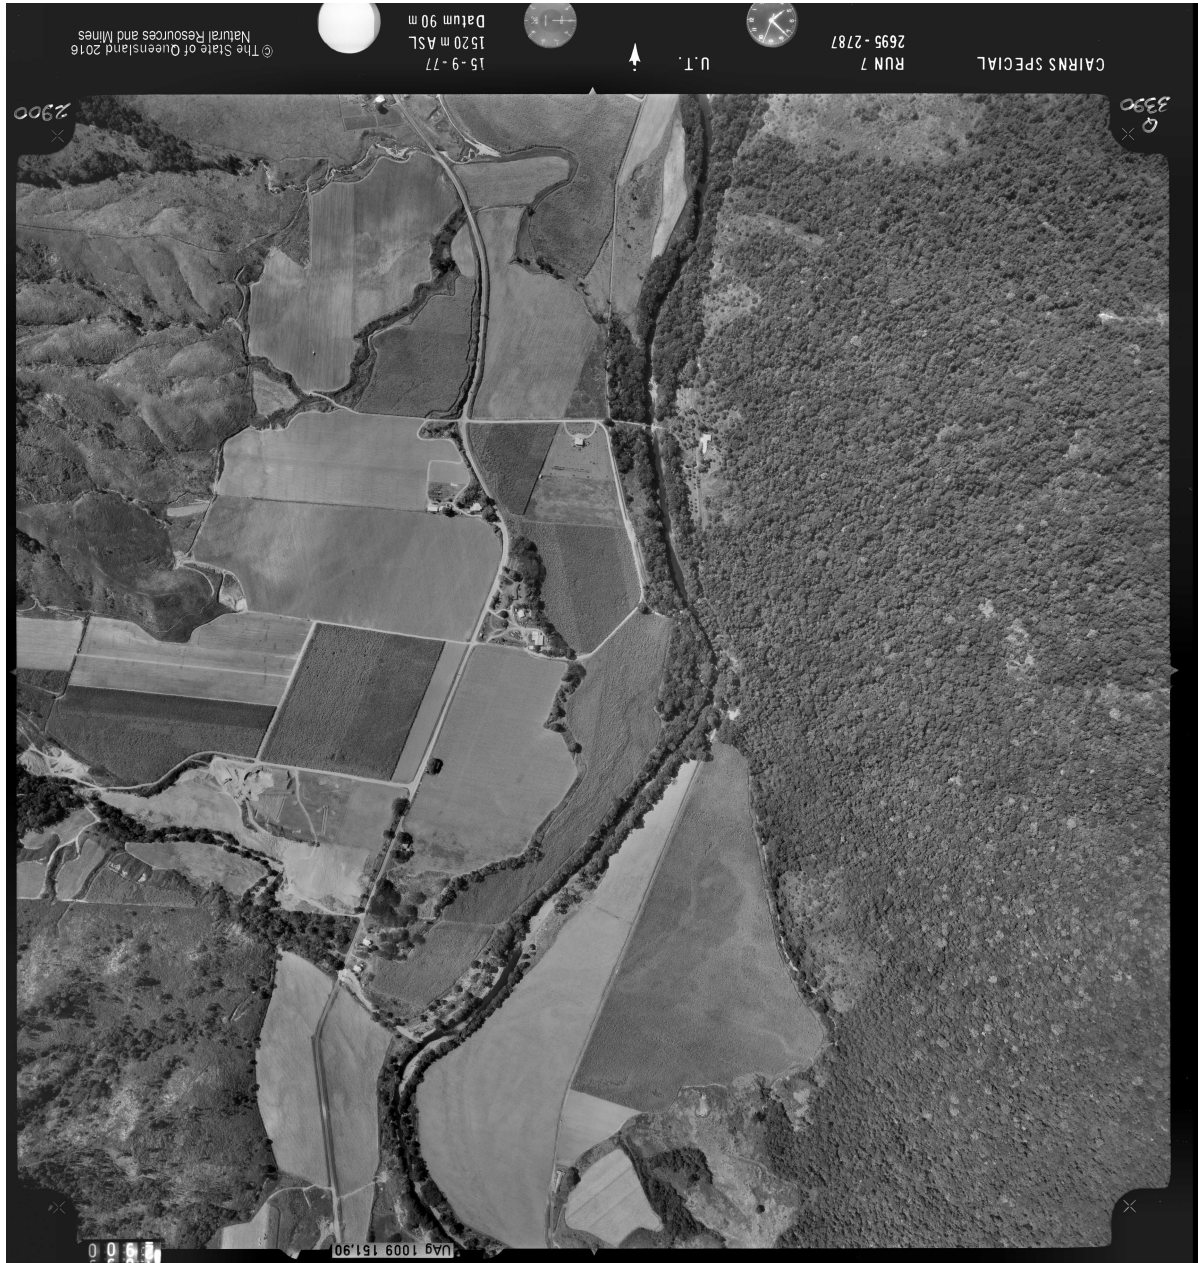 CAIRNS SPECIAL
RUN 7
2695 - 2787
U.T.
15-9-77
1520 m ASL
Datum 90 m
© The State of Queensland
Natural Resources and Mines 2016
Q
3390
2900
UAg 1009 151,90